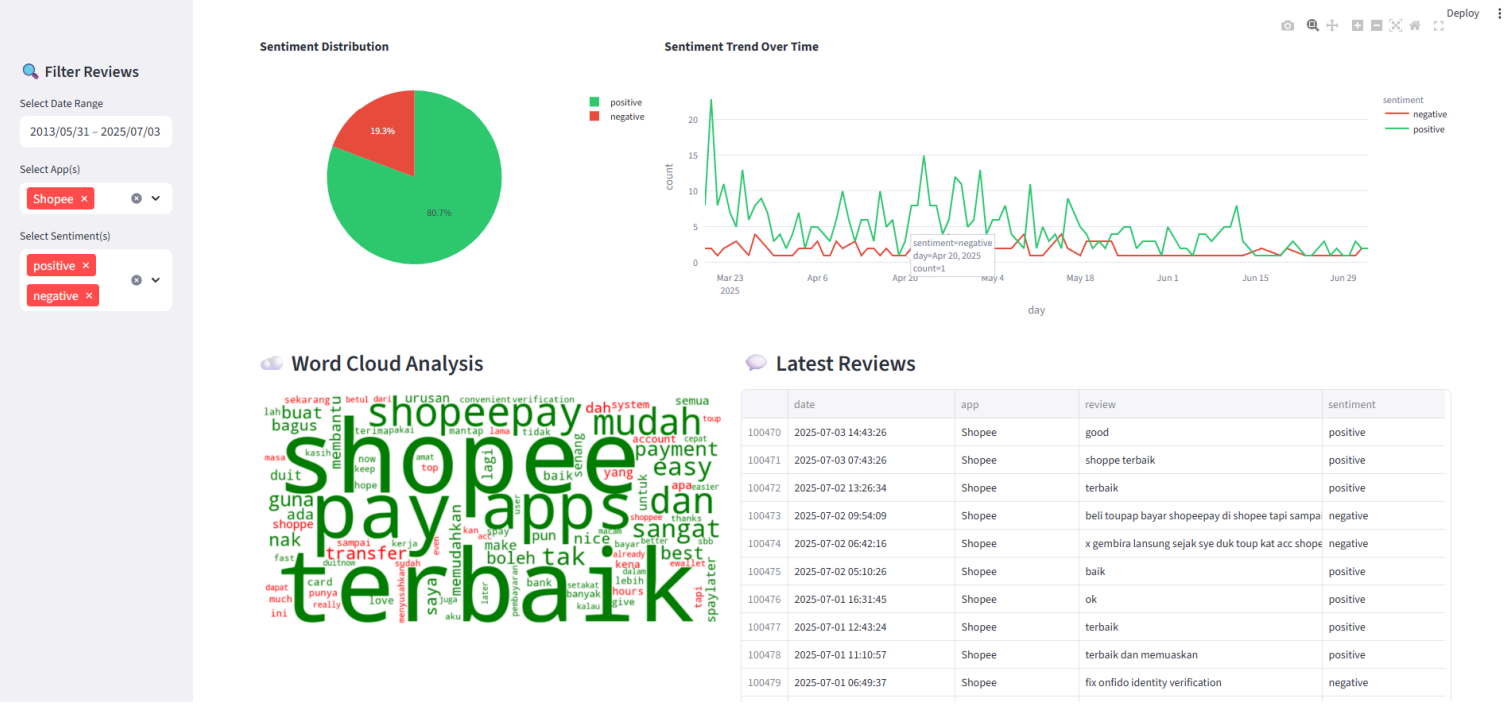 Deploy
Filter Reviews
Select Date Range
2013/05/31 – 2025/07/03
Select App(s)
Shopee
Select Sentiment(s)
positive
negative
Sentiment Distribution
positive
negative
19.3%
80.7%
Sentiment Trend Over Time
sentiment
negative
positive
count
20
15
10
5
0
sentiment=negative
day=Apr 20, 2025
count=1
Mar 23
2025
Apr 6
Apr 20
May 4
May 18
Jun 1
Jun 15
Jun 29
day
Word Cloud Analysis
sekarang
betul
dari
urusan
convenient
verification
semua
lah
buat
membantu
shopeepay
dah
system
mudah
toup
bagus
terima
pakai
mantap
lama
tidak
account
cepat
masa
kasih
shopee
now
amat
lagi
senang
payment
duit
keep
top
baik
yang
easy
hope
untuk
apa
easier
guna
pay
apps
user
dan
ada
shoppe
memudahkan
kan
acc
spay
macam
shoppee
thanks
nak
sampai
kerja
even
make
pun
nice
bayar
better
sangat
sbb
fast
transfer
duitnow
sudah
boleh
tak
already
kena
best
ewallet
dapat
card
terbaik
bank
setakat
dalam
lebih
much
punya
menyusahkan
saya
later
pembayaran
banyak
hours
tapi
spaylater
ini
really
love
juga
aku
kalau
give
Latest Reviews
date app review sentiment
100470 2025-07-03 14:43:26 Shopee good positive
100471 2025-07-03 07:43:26 Shopee shoppe terbaik positive
100472 2025-07-02 13:26:34 Shopee terbaik positive
100473 2025-07-02 09:54:09 Shopee beli toupap bayar shopeepay di shopee tapi sampai negative
100474 2025-07-02 06:42:16 Shopee x gembira lansung sejak sye duk toup kat acc shope negative
100475 2025-07-02 05:10:26 Shopee baik positive
100476 2025-07-01 16:31:45 Shopee ok positive
100477 2025-07-01 12:43:24 Shopee terbaik positive
100478 2025-07-01 11:10:57 Shopee terbaik dan memuaskan positive
100479 2025-07-01 06:49:37 Shopee fix onfido identity verification negative